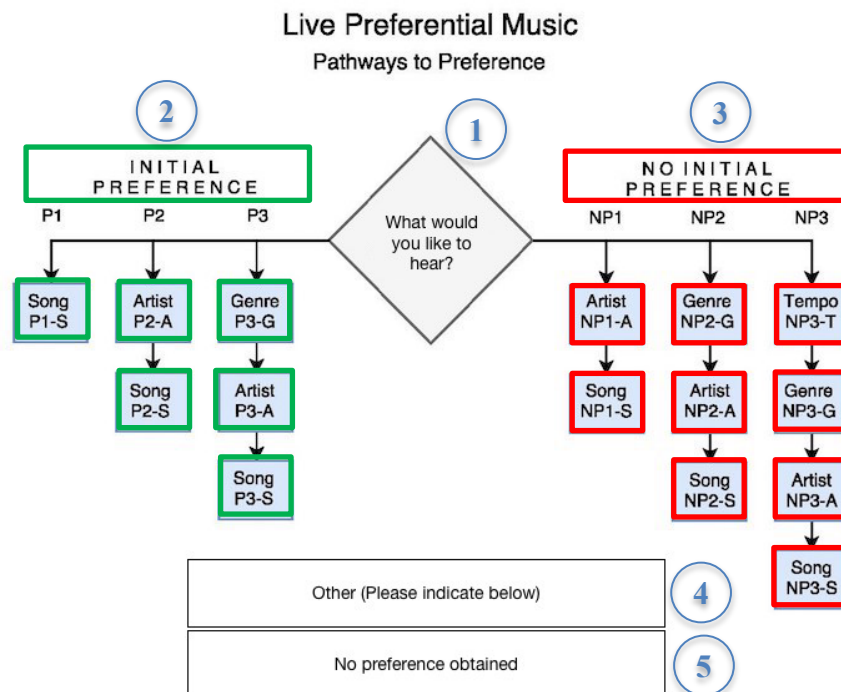 Live Preferential Music
Pathways to Preference
2
1
3
INITIAL
PREFERENCE
NO INITIAL
PREFERENCE
P1 P2 P3
NP1 NP2 NP3
What would
you like to
hear?
Song
P1-S
Artist
P2-A
Genre
P3-G
Song
P2-S
Artist
P3-A
Song
P3-S
Artist
NP1-A
Genre
NP2-G
Tempo
NP3-T
Song
NP1-S
Artist
NP2-A
Genre
NP3-G
Song
NP2-S
Artist
NP3-A
Song
NP3-S
Other (Please indicate below)
4
No preference obtained
5